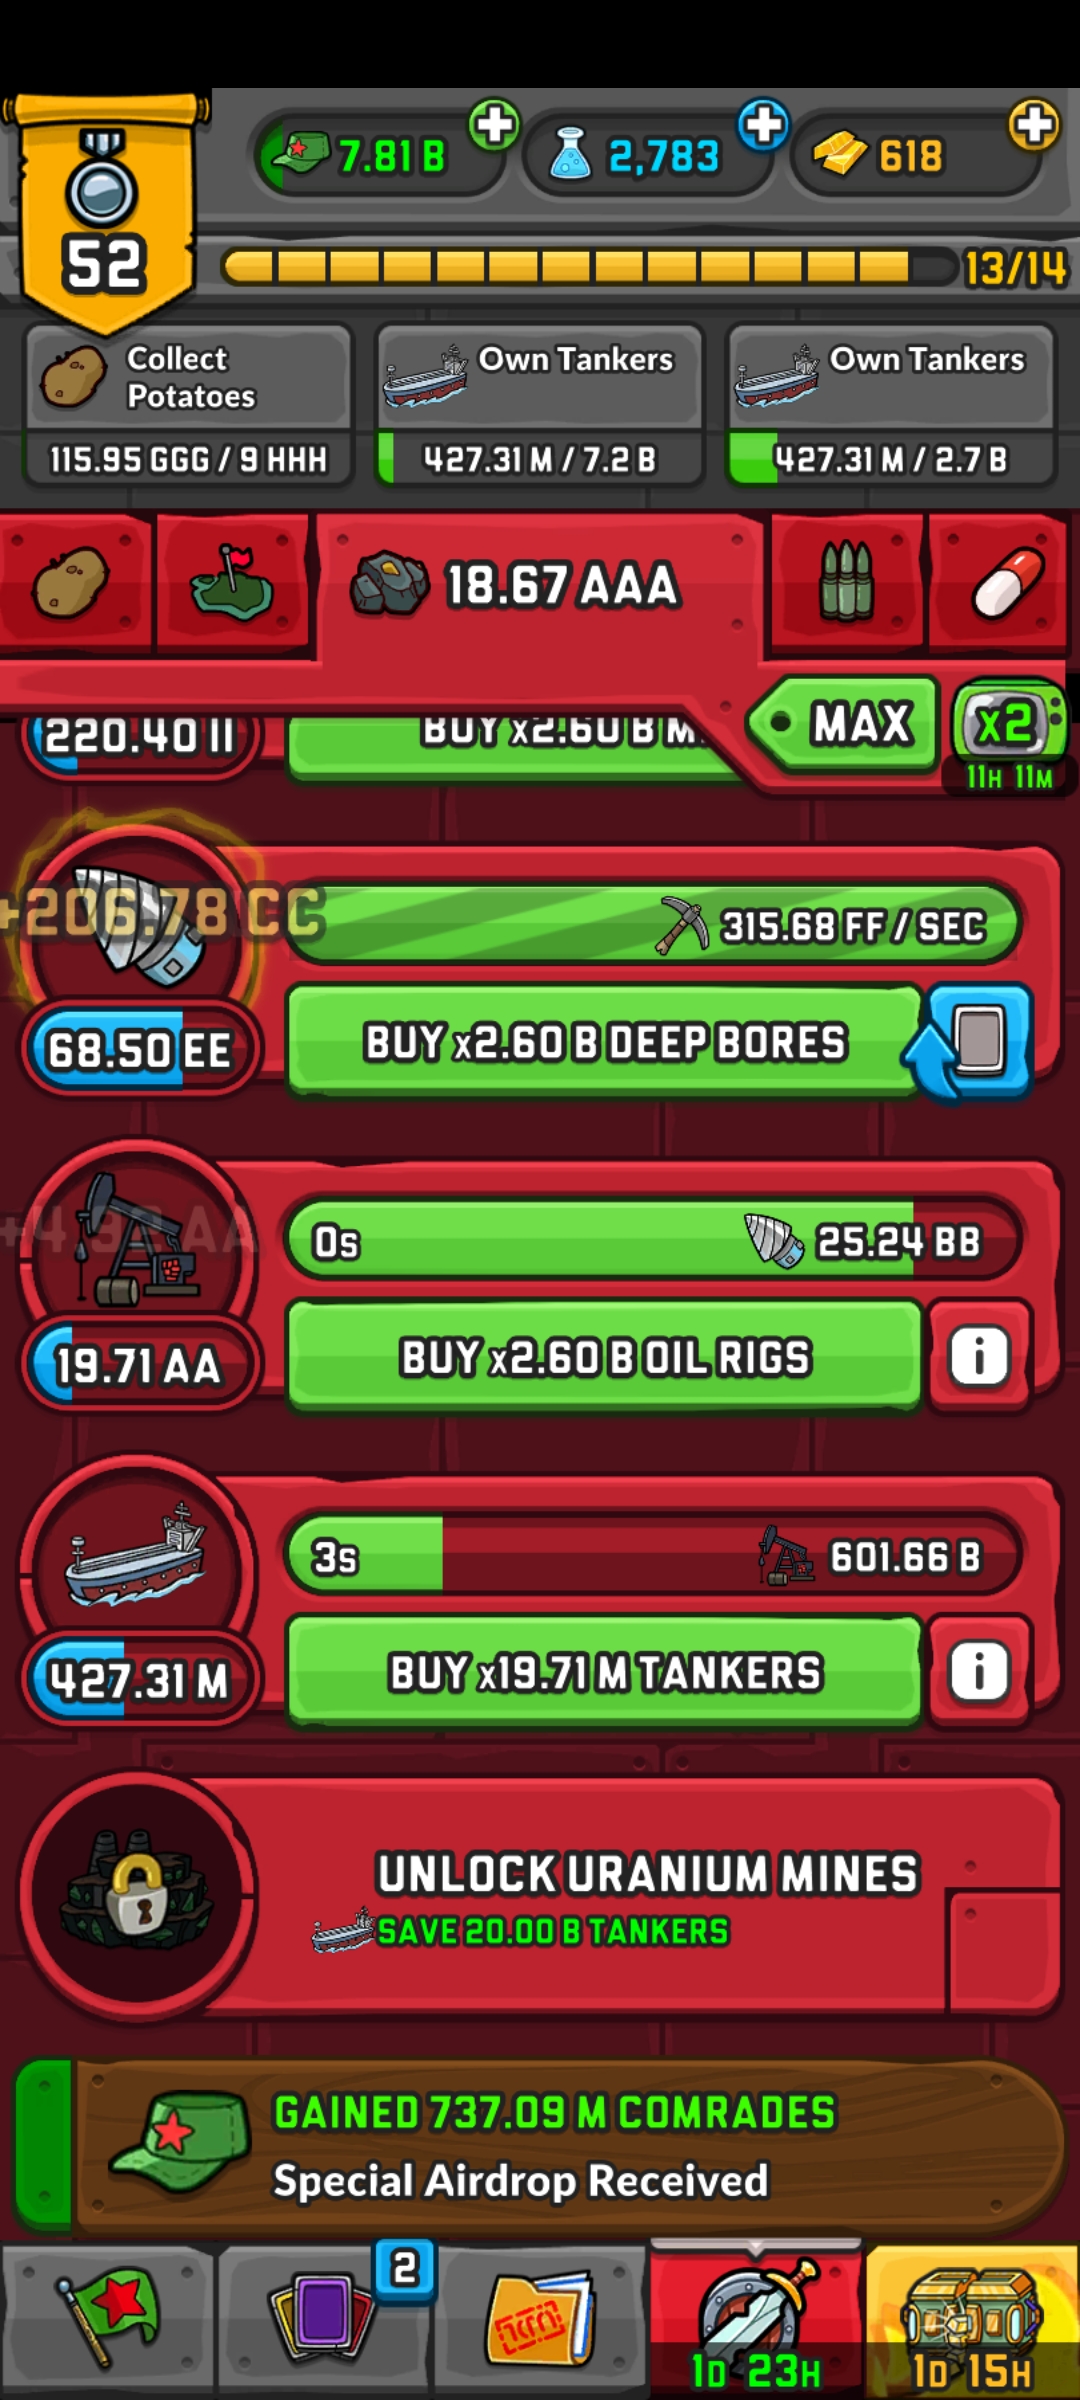 7.81 B
2,783
618
52
13/14
Collect
Potatoes
115.95 GGG / 9 HHH
Own Tankers
427.31 M / 7.2 B
Own Tankers
427.31 M / 2.7 B
18.67 AAA
MAX
x2
11H 11M
220.40 II
BUY x2.60 B M
+206.78 CC
315.68 FF / SEC
68.50 EE
BUY x2.60 B DEEP BORES
+4.32 AA
0s
25.24 BB
19.71 AA
BUY x2.60 B OIL RIGS
i
3s
601.66 B
427.31 M
BUY x19.71 M TANKERS
i
UNLOCK URANIUM MINES
SAVE 20.00 B TANKERS
GAINED 737.09 M COMRADES
Special Airdrop Received
2
1D 23H
1D 15H